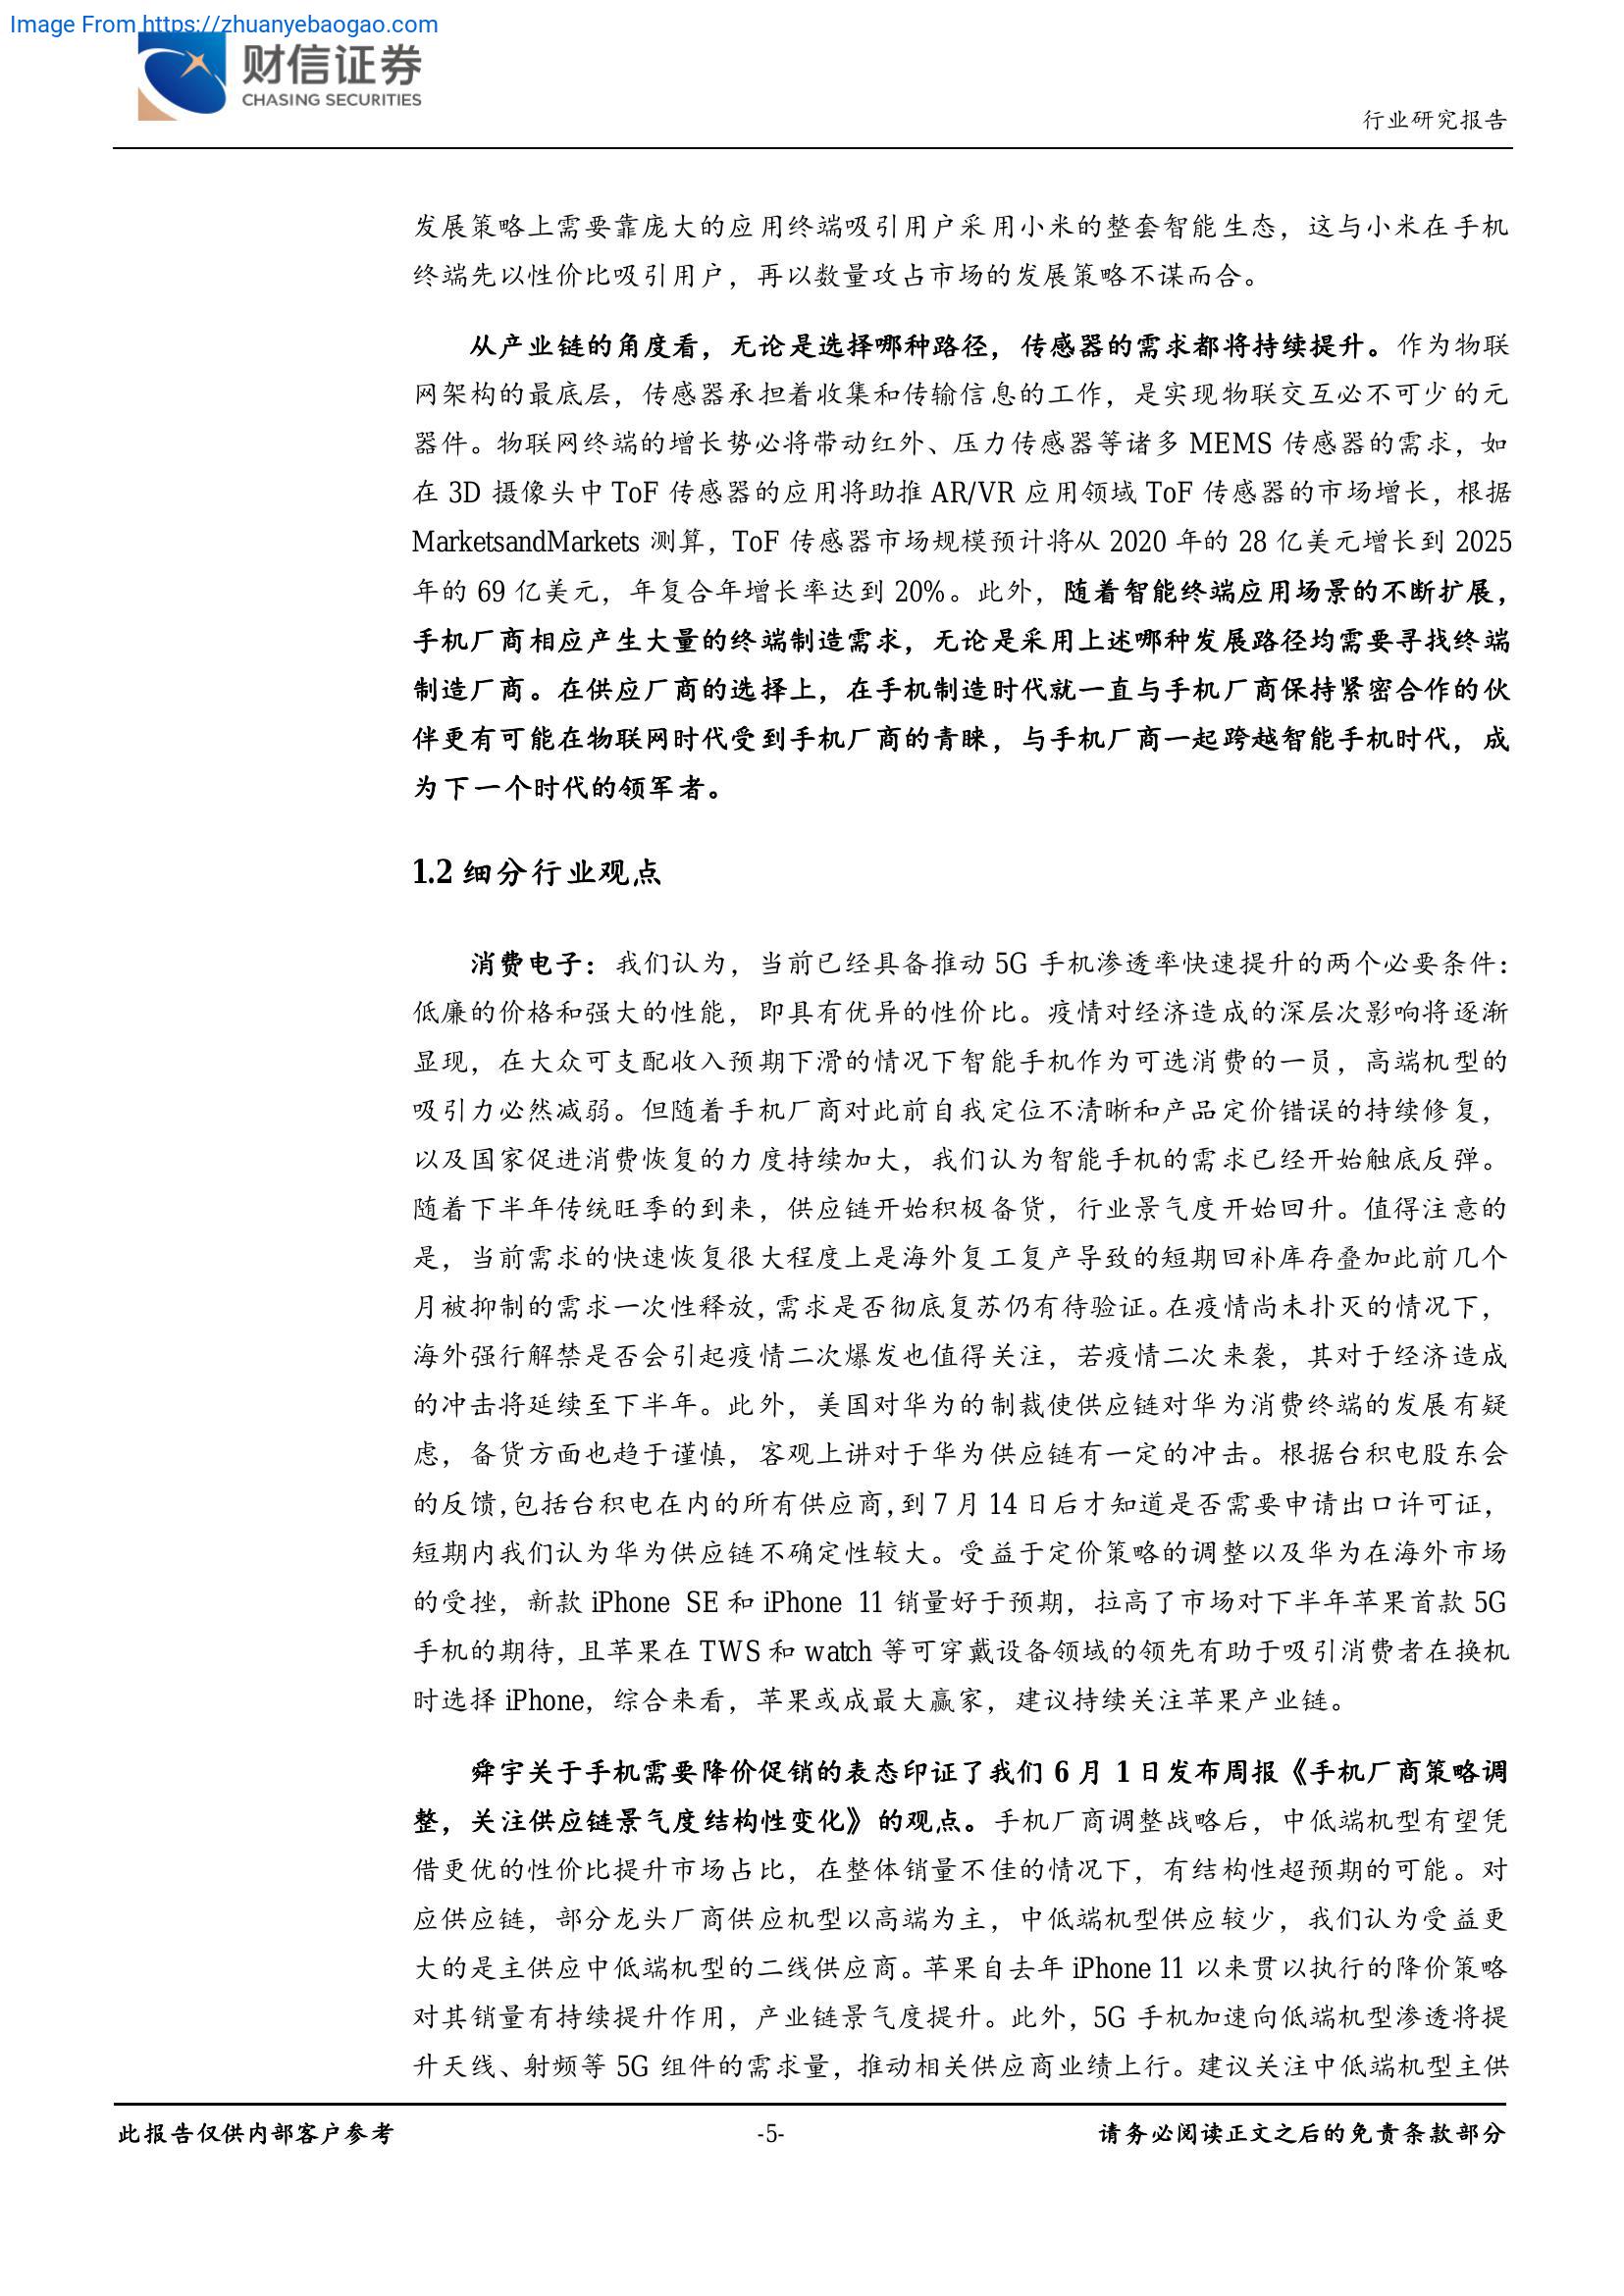 Image From https://zhuanyebaogao.com
财信证券
CHASING SECURITIES
行业研究报告
发展策略上需要靠庞大的应用终端吸引用户采用小米的整套智能生态，这与小米在手机
终端先以性价比吸引用户，再以数量攻占市场的发展策略不谋而合。
从产业链的角度看，无论是选择哪种路径，传感器的需求都将持续提升。作为物联
网架构的最底层，传感器承担着收集和传输信息的工作，是实现物联交互必不可少的元
器件。物联网终端的增长势必将带动红外、压力传感器等诸多 MEMS 传感器的需求，如
在 3D 摄像头中 ToF 传感器的应用将助推 AR/VR 应用领域 ToF 传感器的市场增长，根据
MarketsandMarkets 测算，ToF 传感器市场规模预计将从 2020 年的 28 亿美元增长到 2025
年的 69 亿美元，年复合年增长率达到 20%。此外，随着智能终端应用场景的不断扩展，
手机厂商相应产生大量的终端制造需求，无论是采用上述哪种发展路径均需要寻找终端
制造厂商。在供应厂商的选择上，在手机制造时代就一直与手机厂商保持紧密合作的伙
伴更有可能在物联网时代受到手机厂商的青睐，与手机厂商一起跨越智能手机时代，成
为下一个时代的领军者。
1.2 细分行业观点
消费电子：我们认为，当前已经具备推动 5G 手机渗透率快速提升的两个必要条件：
低廉的价格和强大的性能，即具有优异的性价比。疫情对经济造成的深层次影响将逐渐
显现，在大众可支配收入预期下滑的情况下智能手机作为可选消费的一员，高端机型的
吸引力必然减弱。但随着手机厂商对此前自我定位不清晰和产品定价错误的持续修复，
以及国家促进消费恢复的力度持续加大，我们认为智能手机的需求已经开始触底反弹。
随着下半年传统旺季的到来，供应链开始积极备货，行业景气度开始回升。值得注意的
是，当前需求的快速恢复很大程度上是海外复工复产导致的短期回补库存叠加此前几个
月被抑制的需求一次性释放，需求是否彻底复苏仍有待验证。在疫情尚未扑灭的情况下，
海外强行解禁是否会引起疫情二次爆发也值得关注，若疫情二次来袭，其对于经济造成
的冲击将延续至下半年。此外，美国对华为的制裁使供应链对华为消费终端的发展有疑
虑，备货方面也趋于谨慎，客观上讲对于华为供应链有一定的冲击。根据台积电股东会
的反馈，包括台积电在内的所有供应商，到 7 月 14 日后才知道是否需要申请出口许可证，
短期内我们认为华为供应链不确定性较大。受益于定价策略的调整以及华为在海外市场
的受挫，新款 iPhone SE 和 iPhone 11 销量好于预期，拉高了市场对下半年苹果首款 5G
手机的期待，且苹果在 TWS 和 watch 等可穿戴设备领域的领先有助于吸引消费者在换机
时选择 iPhone，综合来看，苹果或成最大赢家，建议持续关注苹果产业链。
舜宇关于手机需要降价促销的表态印证了我们 6 月 1 日发布周报《手机厂商策略调
整，关注供应链景气度结构性变化》的观点。手机厂商调整战略后，中低端机型有望凭
借更优的性价比提升市场占比，在整体销量不佳的情况下，有结构性超预期的可能。对
应供应链，部分龙头厂商供应机型以高端为主，中低端机型供应较少，我们认为受益更
大的是主供应中低端机型的二线供应商。苹果自去年 iPhone 11 以来贯以执行的降价策略
对其销量有持续提升作用，产业链景气度提升。此外，5G 手机加速向低端机型渗透将提
升天线、射频等 5G 组件的需求量，推动相关供应商业绩上行。建议关注中低端机型主供
此报告仅供内部客户参考
-5-
请务必阅读正文之后的免责条款部分